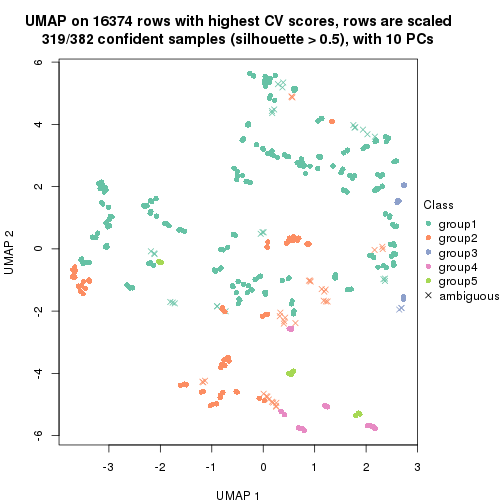 UMAP on 16374 rows with highest CV scores, rows are scaled
319/382 confident samples (silhouette > 0.5), with 10 PCs
6
4
2
0
-2
-4
-6
UMAP 2
-3
-2
-1
0
1
2
3
UMAP 1
Class
group1
group2
group3
group4
group5
ambiguous